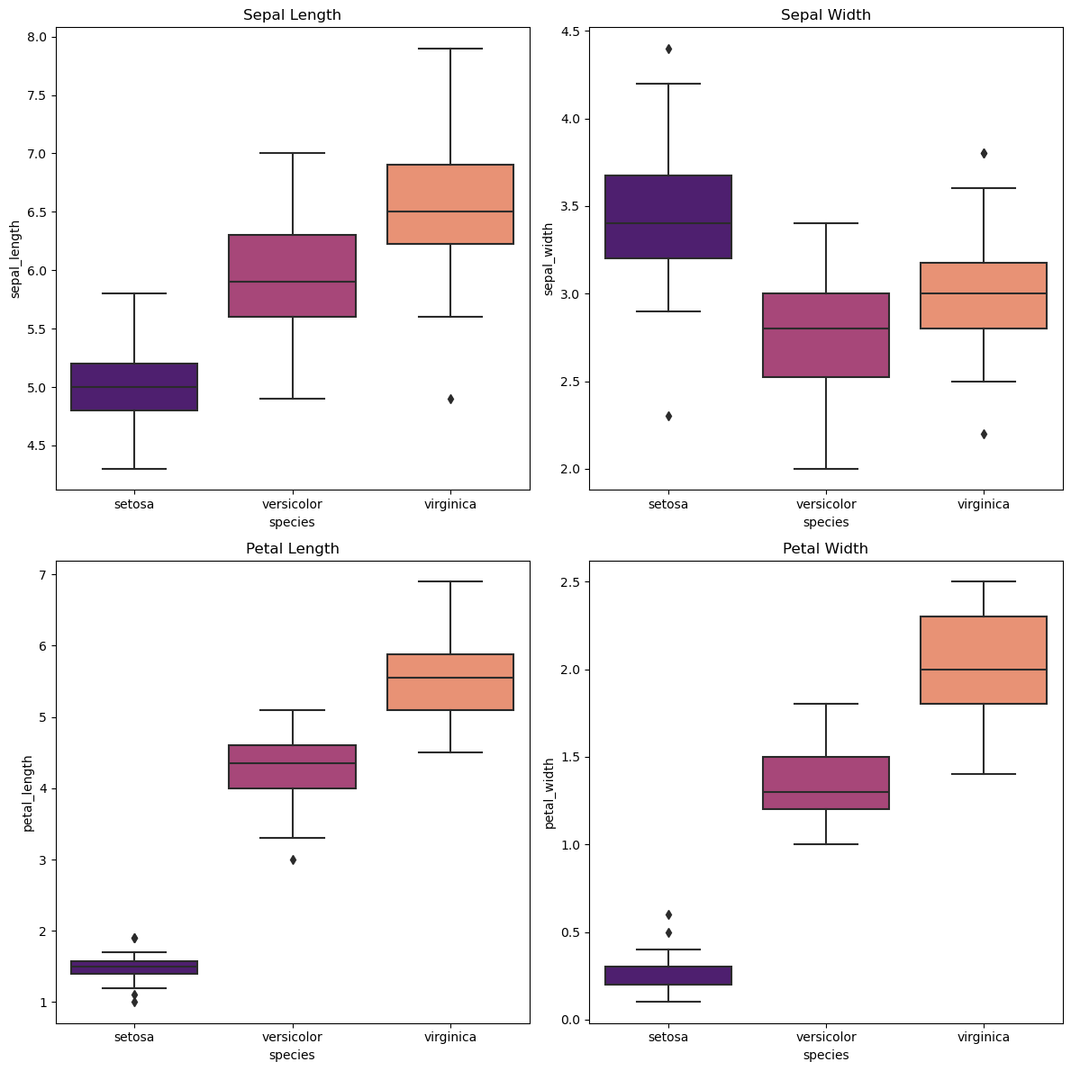 Sepal Length
8.0
7.5
7.0
6.5
6.0
5.5
5.0
4.5
sepal_length
setosa versicolor virginica
species
Sepal Width
4.5
4.0
3.5
3.0
2.5
2.0
sepal_width
setosa versicolor virginica
species
Petal Length
7
6
5
4
3
2
1
petal_length
setosa versicolor virginica
species
Petal Width
2.5
2.0
1.5
1.0
0.5
0.0
petal_width
setosa versicolor virginica
species